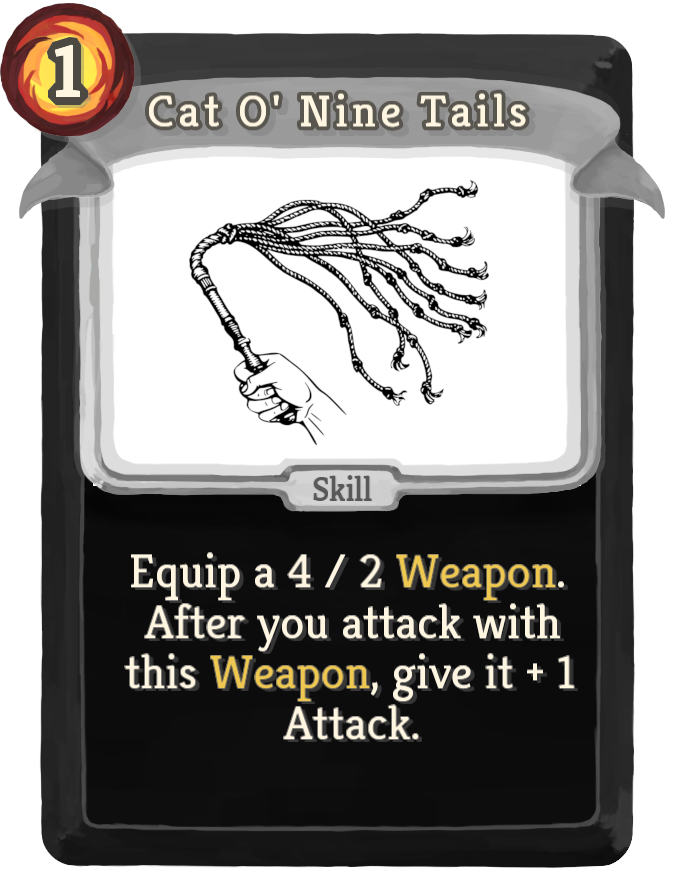 1
Cat O' Nine Tails
Skill
Equip a 4 / 2 Weapon.
After you attack with
this Weapon, give it + 1
Attack.